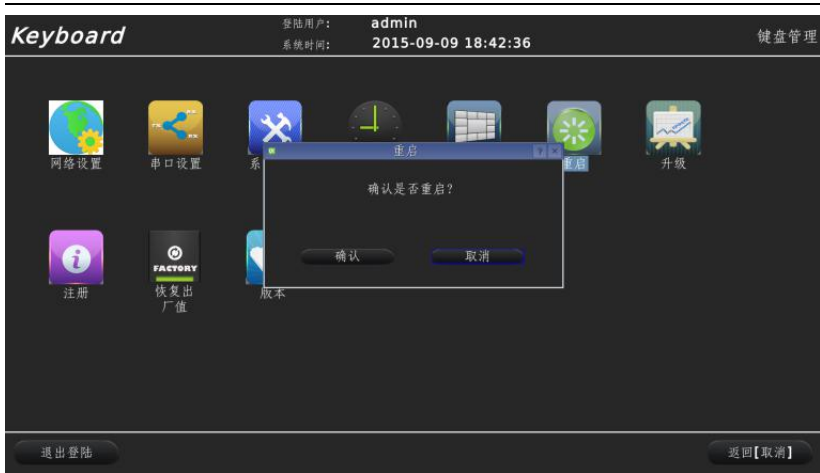 Keyboard
登陆用户: admin
系统时间: 2015-09-09 18:42:36
键盘管理
网络设置
串口设置
系
重启
升级
重启
确认是否重启?
确认
取消
注册
FACTORY
恢复出
厂值
版本
退出登陆
返回[取消]